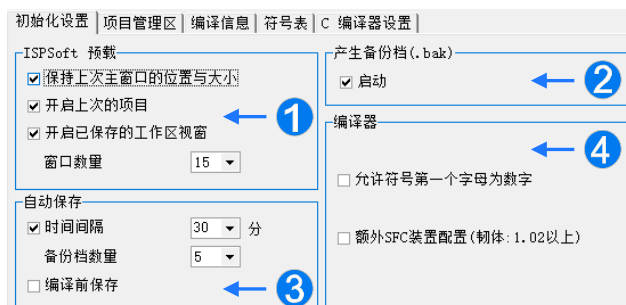 初始化设置 项目管理区 编译信息 符号表 C 编译器设置
ISPSoft 预载
保持上次主窗口的位置与大小
开启上次的项目
开启已保存的工作区视窗
窗口数量 15
1
自动保存
时间间隔 30 分
备份档数量 5
编译前保存
3
产生备份档(.bak)
启动
2
编译器
4
允许符号第一个字母为数字
额外SFC装置配置(韧体:1.02以上)